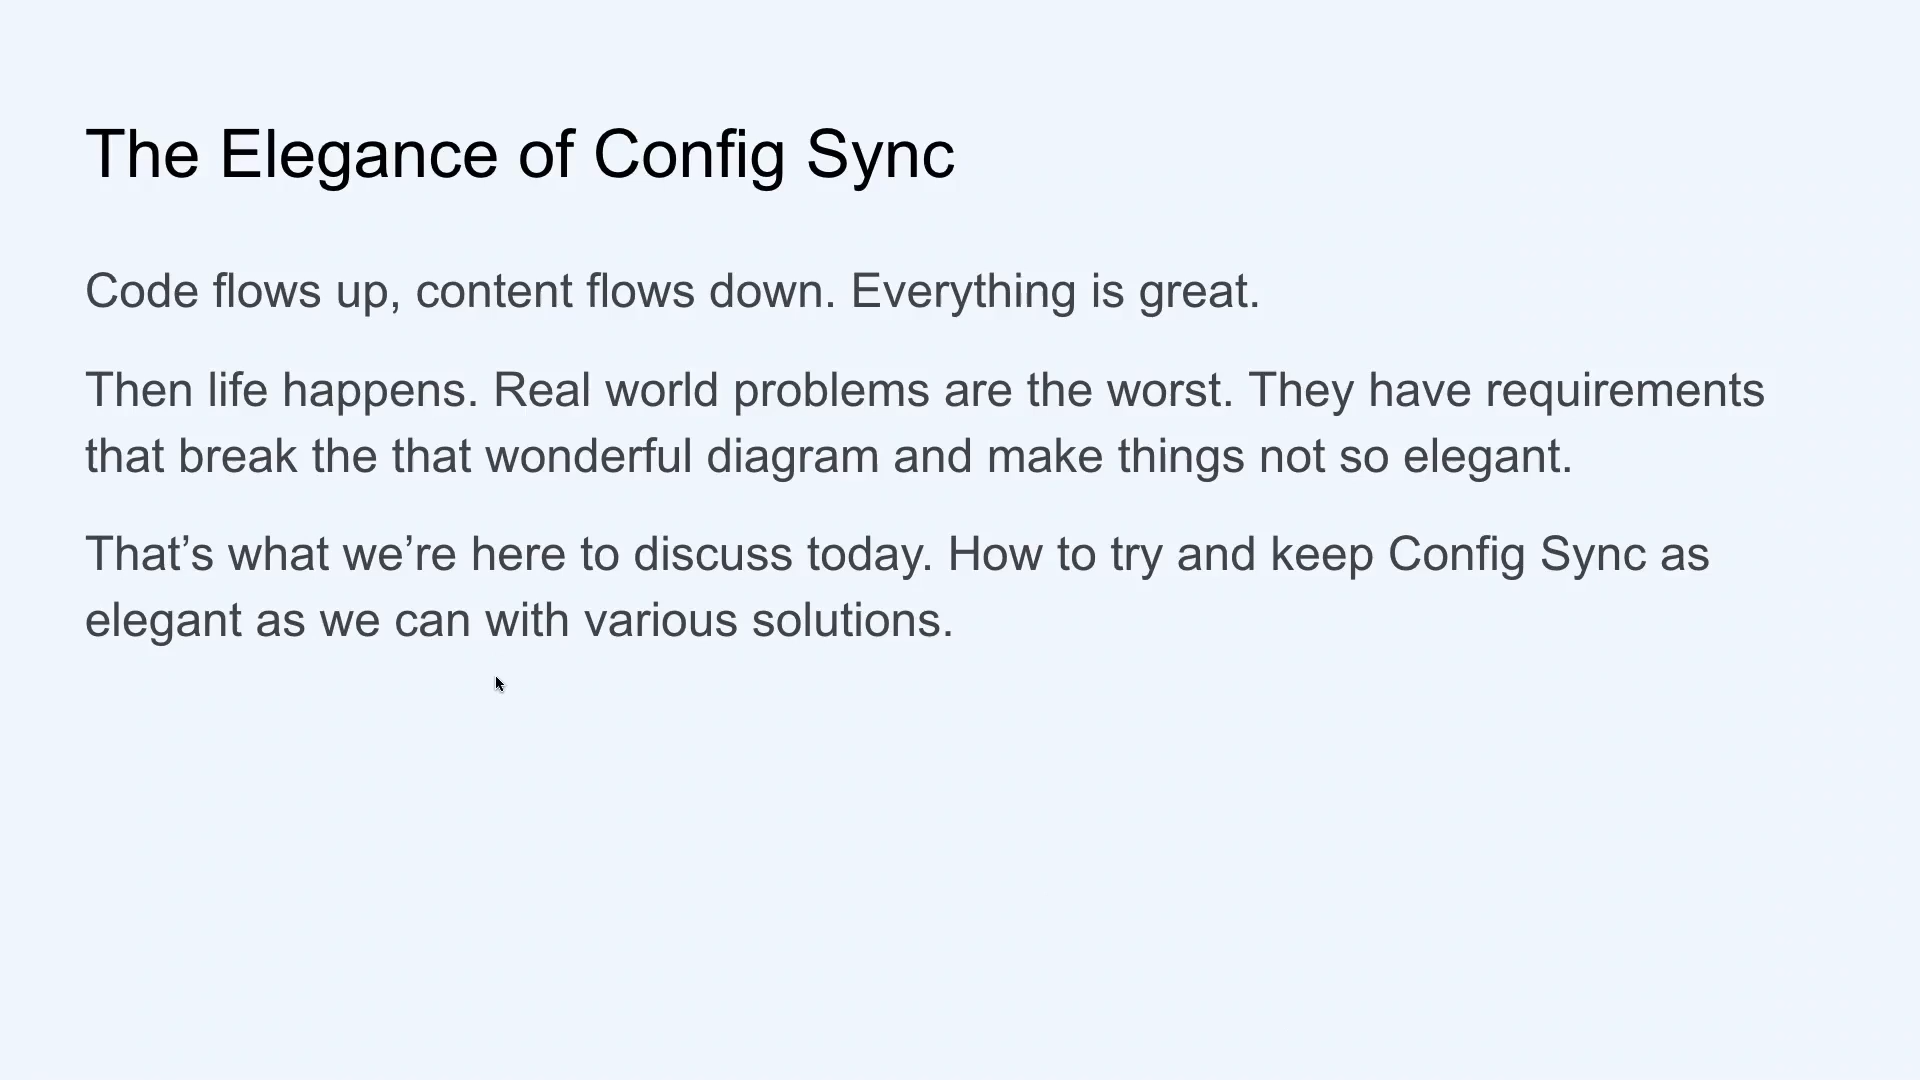 The Elegance of Config Sync
Code flows up, content flows down. Everything is great.
Then life happens. Real world problems are the worst. They have requirements
that break the that wonderful diagram and make things not so elegant.
That’s what we’re here to discuss today. How to try and keep Config Sync as
elegant as we can with various solutions.